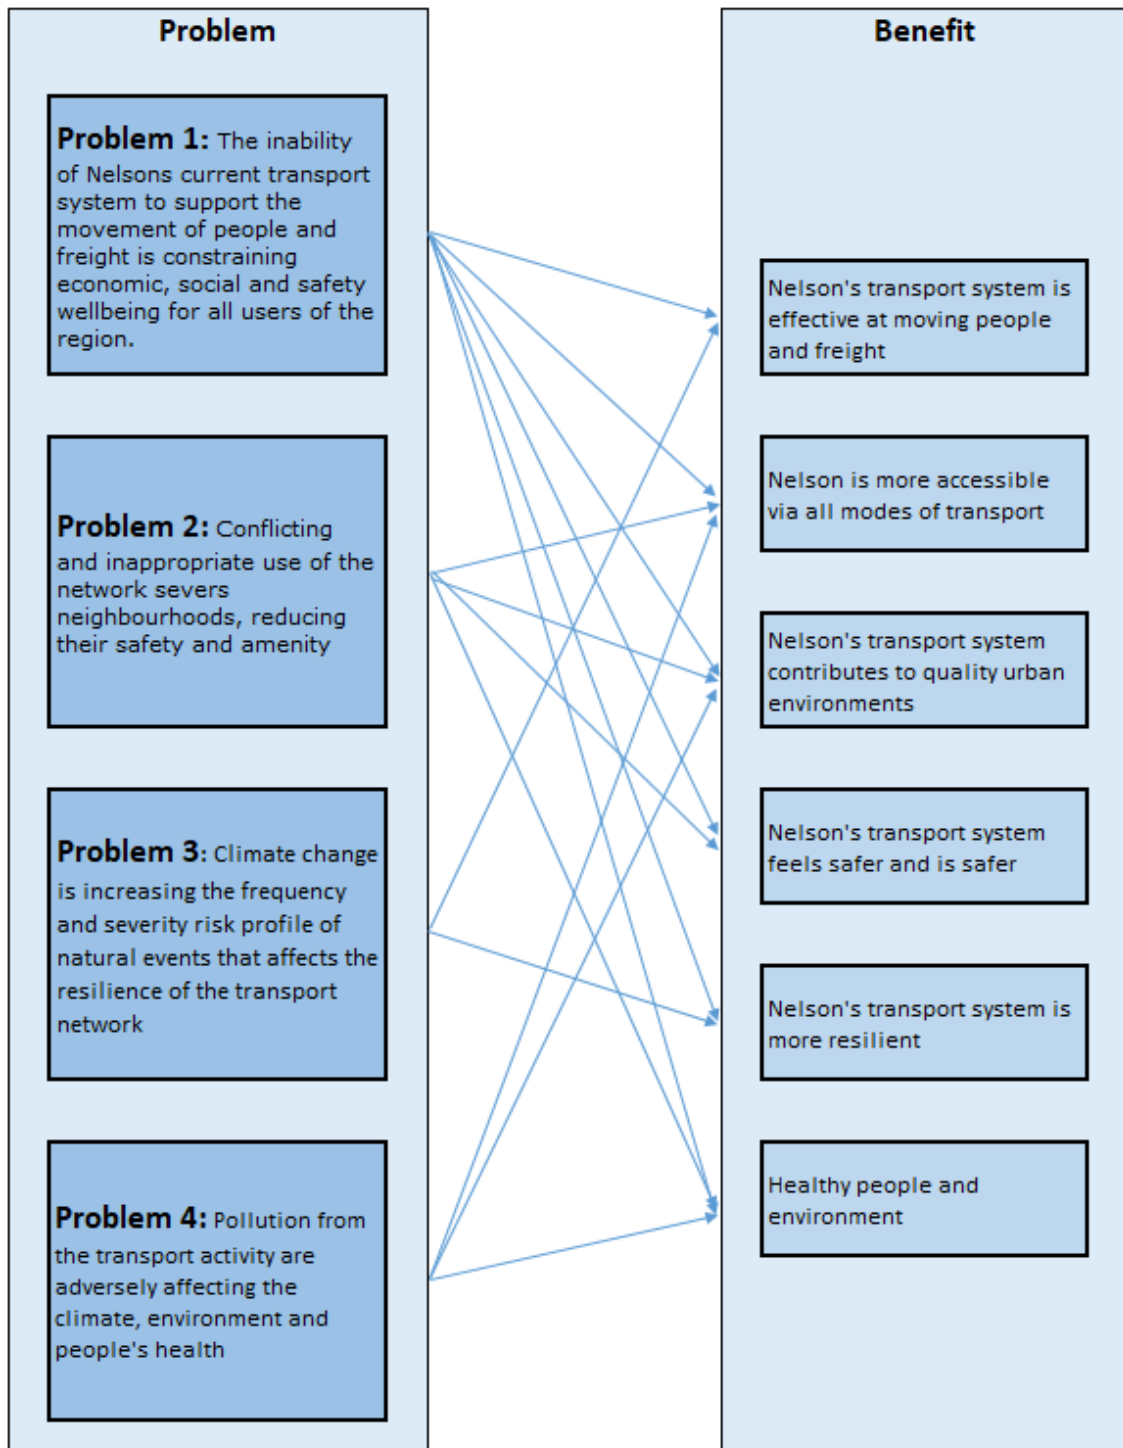 Problem
Problem 1: The inability
of Nelsons current transport
system to support the
movement of people and
freight is constraining
economic, social and safety
wellbeing for all users of the
region.
Problem 2: Conflicting
and inappropriate use of the
network severs
neighbourhoods, reducing
their safety and amenity
Problem 3: Climate change
is increasing the frequency
and severity risk profile of
natural events that affects the
resilience of the transport
network
Problem 4: Pollution from
the transport activity are
adversely affecting the
climate, environment and
people's health
Benefit
Nelson's transport system is
effective at moving people
and freight
Nelson is more accessible
via all modes of transport
Nelson's transport system
contributes to quality urban
environments
Nelson's transport system
feels safer and is safer
Nelson's transport system is
more resilient
Healthy people and
environment